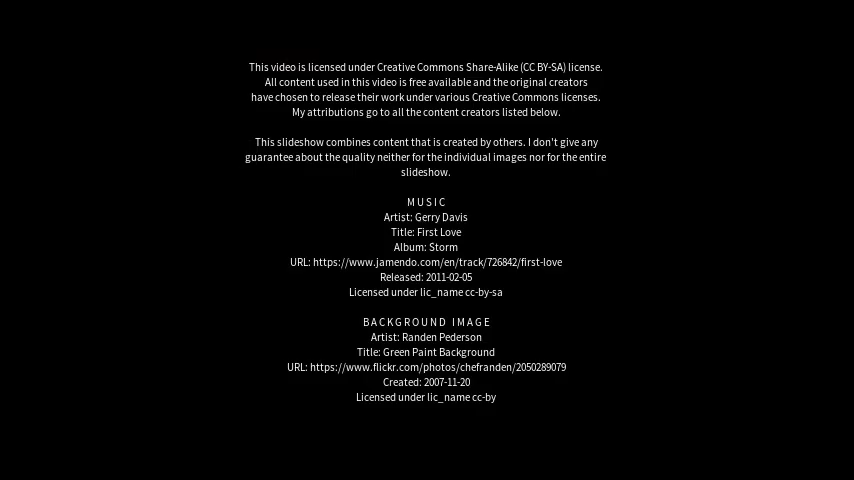 This video is licensed under Creative Commons Share-Alike (CC BY-SA) license.
All content used in this video is free available and the original creators
have chosen to release their work under various Creative Commons licenses.
My attributions go to all the content creators listed below.
This slideshow combines content that is created by others. I don't give any
guarantee about the quality neither for the individual images nor for the entire
slideshow.
MUSIC
Artist: Gerry Davis
Title: First Love
Album: Storm
URL: https://www.jamendo.com/en/track/726842/first-love
Released: 2011-02-05
Licensed under lic_name cc-by-sa
BACKGROUND IMAGE
Artist: Randen Pederson
Title: Green Paint Background
URL: https://www.flickr.com/photos/chefranden/2050289079
Created: 2007-11-20
Licensed under lic_name cc-by